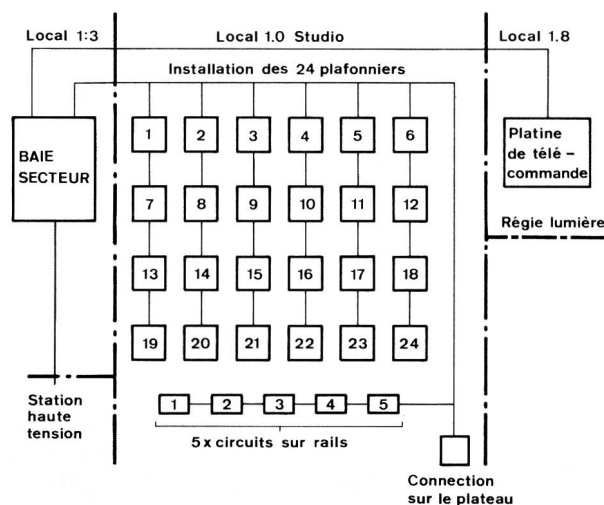 Local 1:3
Local 1.0 Studio
Local 1.8
Installation des 24 plafonniers
BAIE
SECTEUR
1 2 3 4 5 6
Platine
de télé –
commande
7 8 9 10 11 12
Régie lumière
13 14 15 16 17 18
19 20 21 22 23 24
Station
haute
tension
1 2 3 4 5
5 x circuits sur rails
Connection
sur le plateau